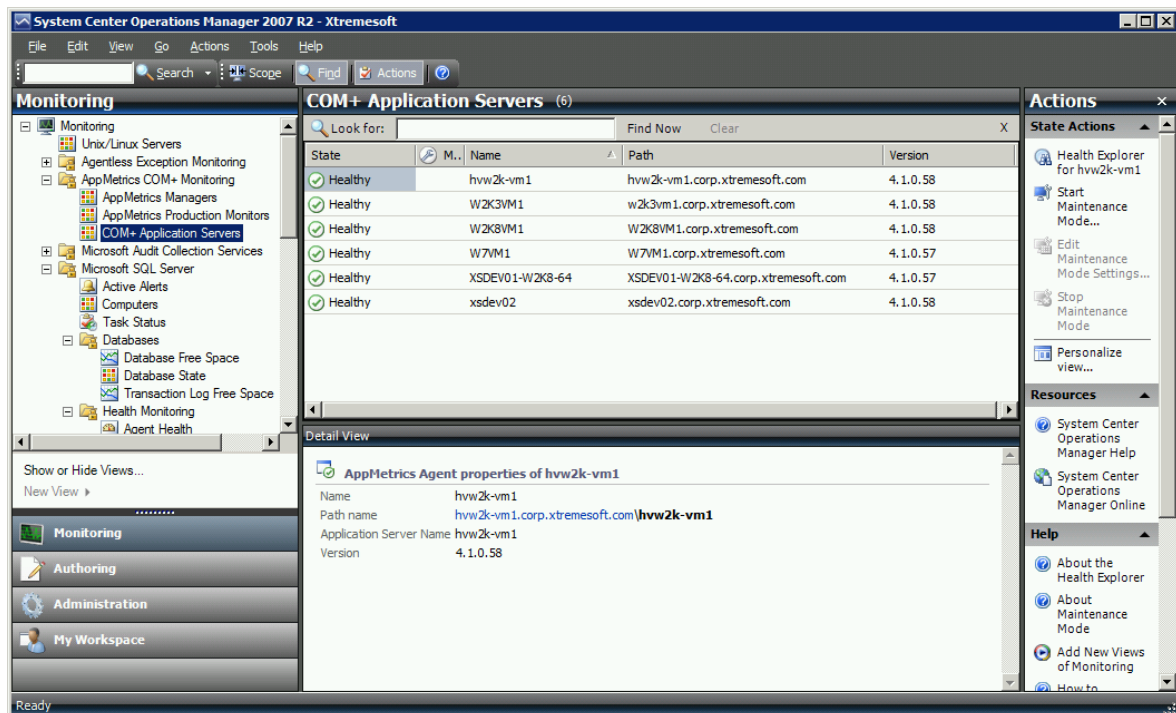 System Center Operations Manager 2007 R2 - Xtremesoft
File Edit View Go Actions Tools Help
Search Scope Find Actions
Monitoring
Monitoring
Unix/Linux Servers
Agentless Exception Monitoring
AppMetrics COM+ Monitoring
AppMetrics Managers
AppMetrics Production Monitors
COM+ Application Servers
Microsoft Audit Collection Services
Microsoft SQL Server
Active Alerts
Computers
Task Status
Databases
Database Free Space
Database State
Transaction Log Free Space
Health Monitoring
Agent Health
Show or Hide Views...
New View
Monitoring
Authoring
Administration
My Workspace
COM+ Application Servers (6)
Look for: Find Now Clear X
State M.. Name Path Version
Healthy hvw2k-vm1 hvw2k-vm1.corp.xtremesoft.com 4.1.0.58
Healthy W2K3VM1 w2k3vm1.corp.xtremesoft.com 4.1.0.58
Healthy W2K8VM1 W2K8VM1.corp.xtremesoft.com 4.1.0.58
Healthy W7VM1 W7VM1.corp.xtremesoft.com 4.1.0.57
Healthy XSDEV01-W2K8-64 XSDEV01-W2K8-64.corp.xtremesoft.com 4.1.0.57
Healthy xsdev02 xsdev02.corp.xtremesoft.com 4.1.0.58
Detail View
AppMetrics Agent properties of hvw2k-vm1
Name hvw2k-vm1
Path name hvw2k-vm1.corp.xtremesoft.com\hvw2k-vm1
Application Server Name hvw2k-vm1
Version 4.1.0.58
Actions x
State Actions
Health Explorer
for hvw2k-vm1
Start
Maintenance
Mode...
Edit
Maintenance
Mode Settings...
Stop
Maintenance
Mode
Personalize
view...
Resources
System Center
Operations
Manager Help
System Center
Operations
Manager Online
Help
About the
Health Explorer
About
Maintenance
Mode
Add New Views
of Monitoring
How to
Ready